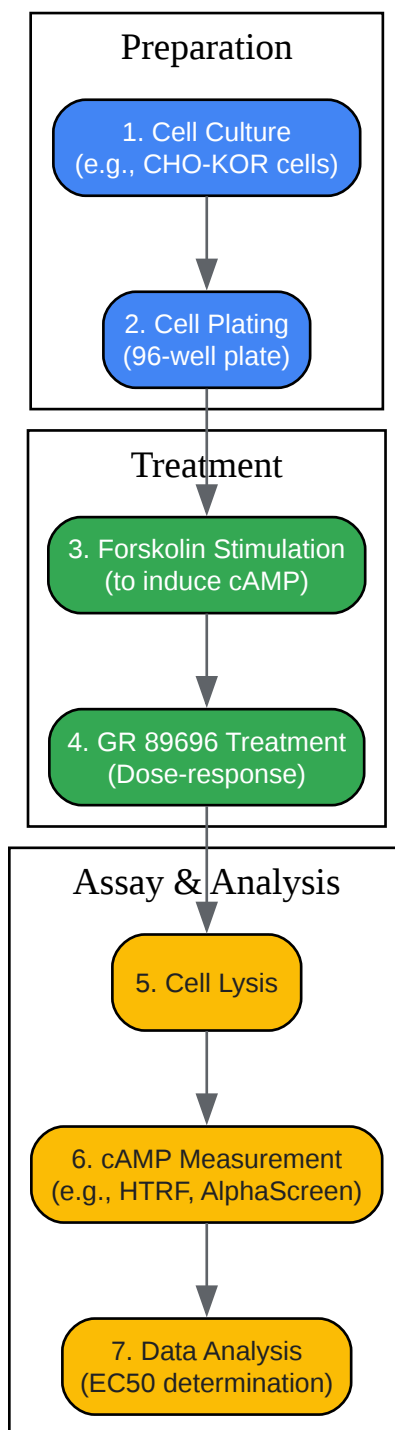 Preparation
1. Cell Culture
(e.g., CHO-KOR cells)
2. Cell Plating
(96-well plate)
Treatment
3. Forskolin Stimulation
(to induce cAMP)
4. GR 89696 Treatment
(Dose-response)
Assay & Analysis
5. Cell Lysis
6. cAMP Measurement
(e.g., HTRF, AlphaScreen)
7. Data Analysis
(EC50 determination)